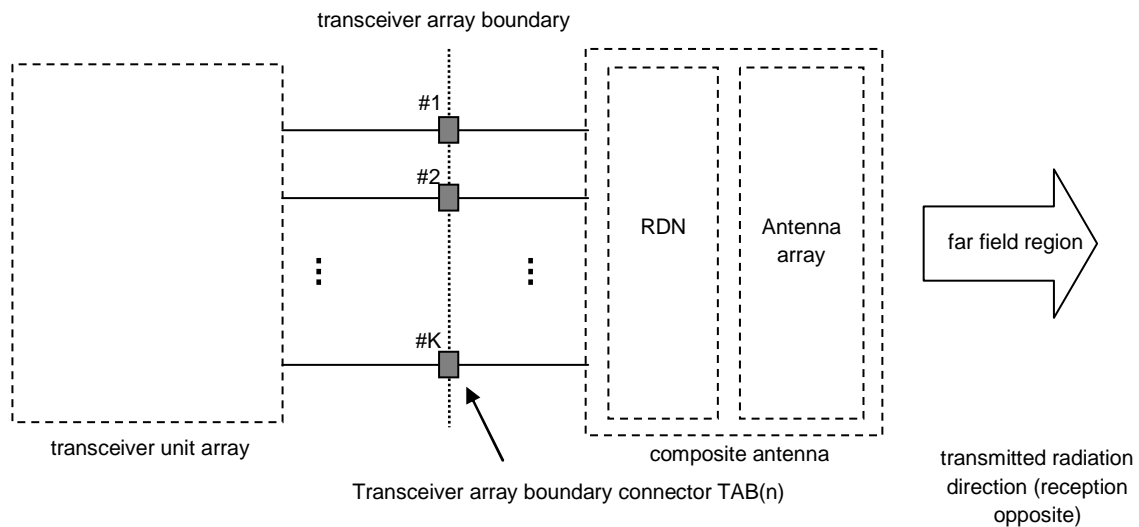 transceiver array boundary
#1
#2
RDN
Antenna
array
far field region
#K
transceiver unit array
composite antenna
Transceiver array boundary connector TAB(n)
transmitted radiation
direction (reception
opposite)